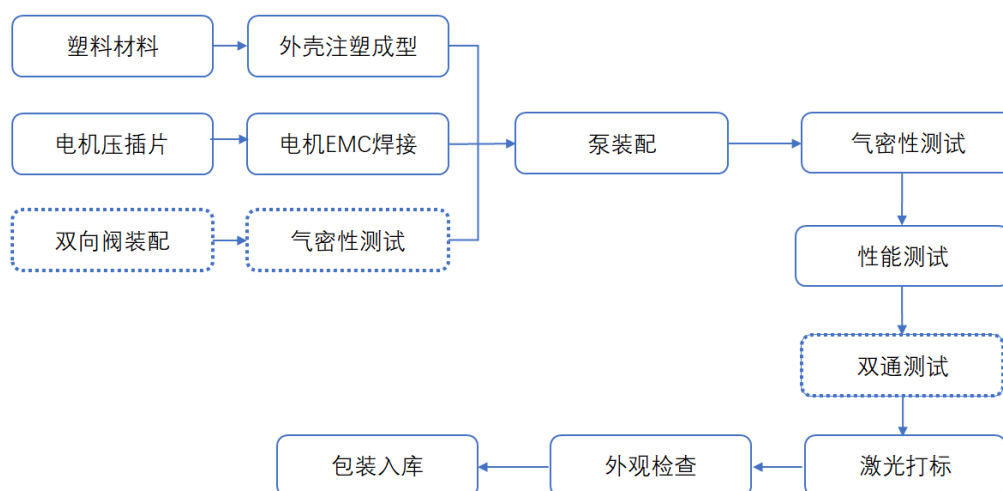 塑料材料
外壳注塑成型
电机压插片
电机EMC焊接
泵装配
气密性测试
双向阀装配
气密性测试
性能测试
双通测试
包装入库
外观检查
激光打标